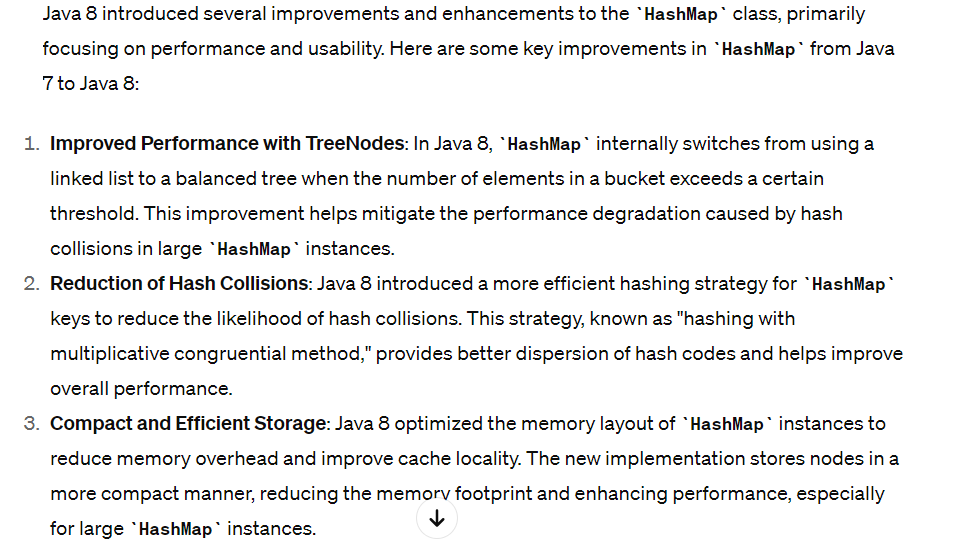 Java 8 introduced several improvements and enhancements to the `HashMap` class, primarily
focusing on performance and usability. Here are some key improvements in `HashMap` from Java
7 to Java 8:
1. Improved Performance with TreeNodes: In Java 8, `HashMap` internally switches from using a
linked list to a balanced tree when the number of elements in a bucket exceeds a certain
threshold. This improvement helps mitigate the performance degradation caused by hash
collisions in large `HashMap` instances.
2. Reduction of Hash Collisions: Java 8 introduced a more efficient hashing strategy for `HashMap`
keys to reduce the likelihood of hash collisions. This strategy, known as "hashing with
multiplicative congruential method," provides better dispersion of hash codes and helps improve
overall performance.
3. Compact and Efficient Storage: Java 8 optimized the memory layout of `HashMap` instances to
reduce memory overhead and improve cache locality. The new implementation stores nodes in a
more compact manner, reducing the memory footprint and enhancing performance, especially
for large `HashMap` instances.